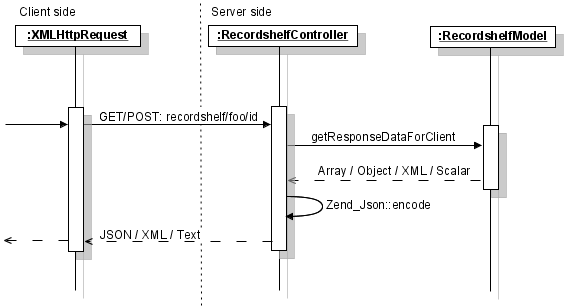 Client side
Server side
:XMLHttpRequest
:RecordshelfController
:RecordshelfModel
GET/POST: recordshelf/foo/id
getResponseDataForClient
Array / Object / XML / Scalar
Zend_Json::encode
JSON / XML / Text